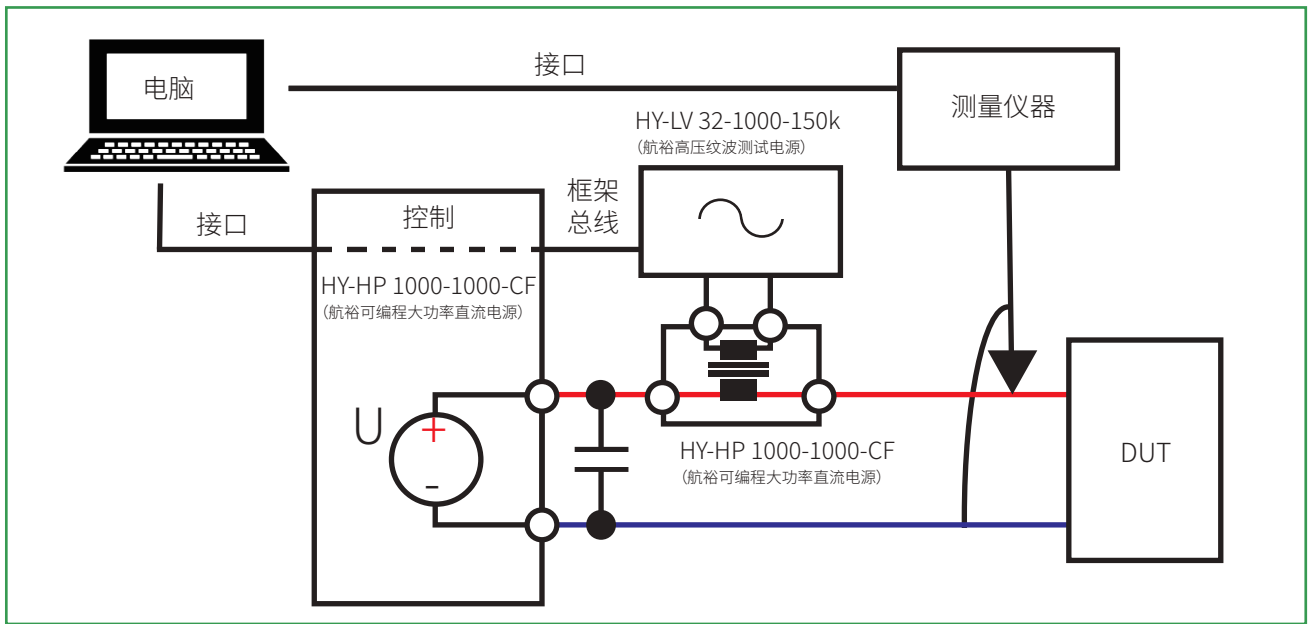 电脑
接口
测量仪器
HY-LV 32-1000-150k
(航裕高压纹波测试电源)
接口
控制
框架
总线
HY-HP 1000-1000-CF
(航裕可编程大功率直流电源)
U
+
-
HY-HP 1000-1000-CF
(航裕可编程大功率直流电源)
DUT